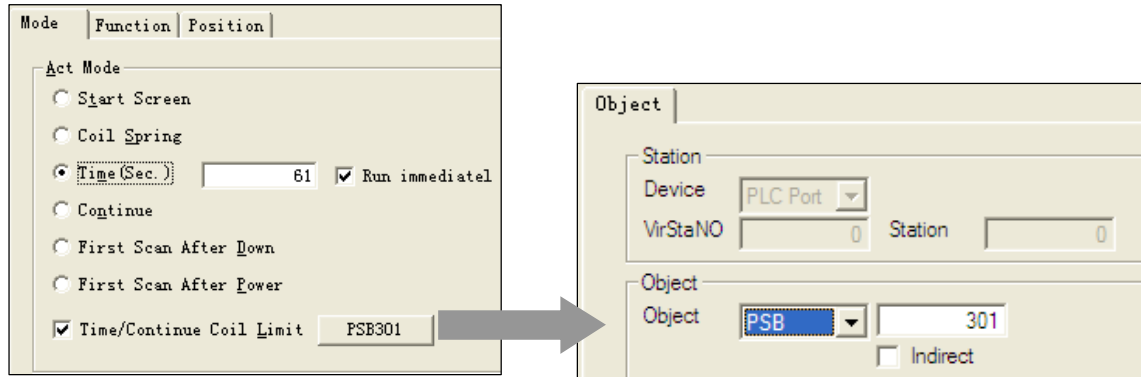 Mode Function Position
Act Mode
Start Screen
Coil Spring
Time(Sec.) 61 Run immediatel
Continue
First Scan After Down
First Scan After Power
Time/Continue Coil Limit PSB301
Object
Station
Device PLC Port
VirStaNO 0 Station 0
Object
Object PSB 301
Indirect